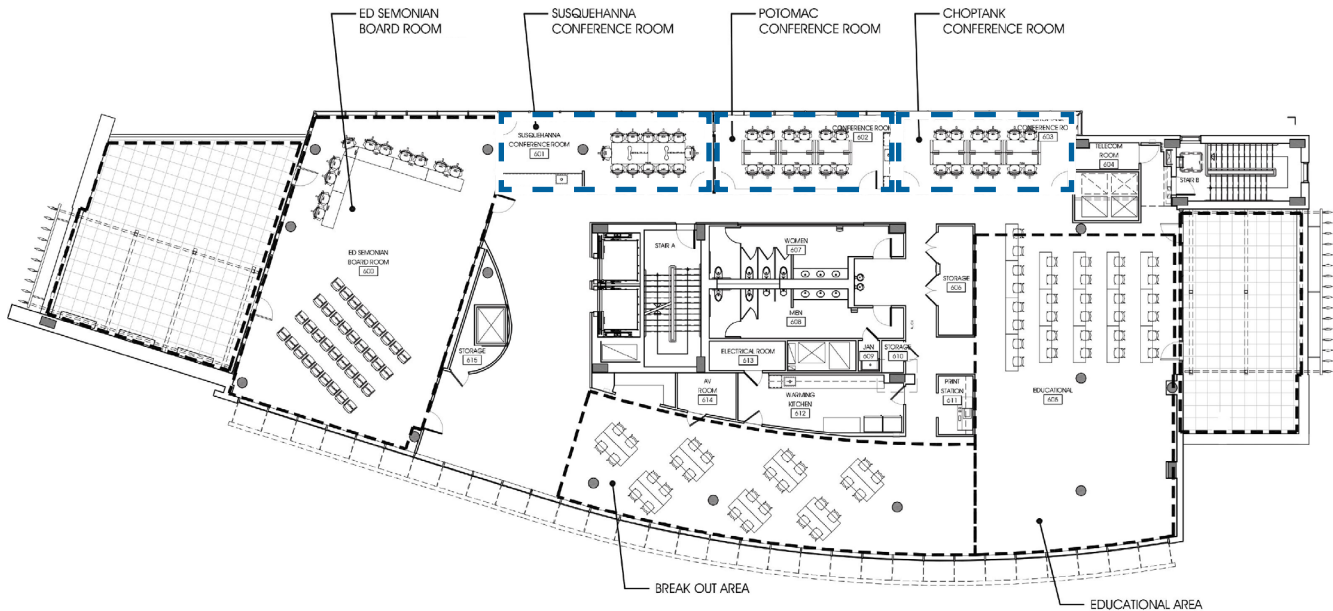 ED SEMONIAN
BOARD ROOM
SUSQUEHANNA
CONFERENCE ROOM
POTOMAC
CONFERENCE ROOM
CHOPTANK
CONFERENCE ROOM
SUSQUEHANNA
CONFERENCE ROOM
601
CONFERENCE ROOM
602
CONFERENCE RO
603
TELECOM
ROOM
604
STAIR B
STAIR A
WOMEN
607
ED SEMONIAN
BOARD ROOM
603
STORAGE
606
MEN
608
STORAGE
615
ELECTRICAL ROOM
613
JAN
609
STORAGE
610
AV
ROOM
614
WARMING
KITCHEN
612
PRINT
STATION
611
EDUCATIONAL
605
BREAK OUT AREA
EDUCATIONAL AREA